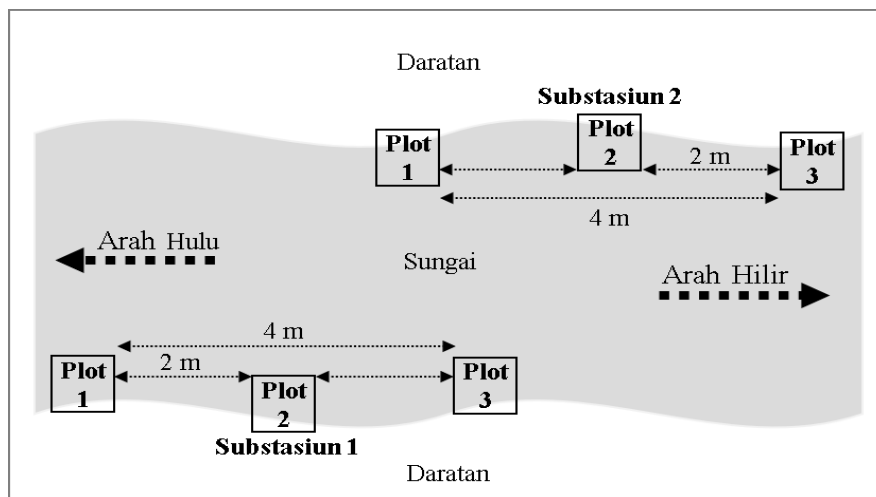 Daratan
Substasiun 2
Plot
1
Plot
2
2 m
Plot
3
4 m
Arah Hulu
Sungai
Arah Hilir
4 m
Plot
1
2 m
Plot
2
Plot
3
Substasiun 1
Daratan